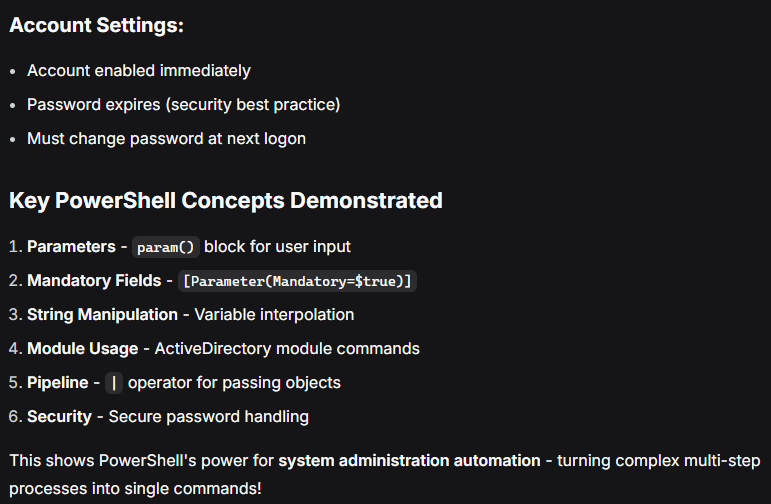 Account Settings:
• Account enabled immediately
• Password expires (security best practice)
• Must change password at next logon
Key PowerShell Concepts Demonstrated
1. Parameters - param() block for user input
2. Mandatory Fields - [Parameter(Mandatory=$true)]
3. String Manipulation - Variable interpolation
4. Module Usage - ActiveDirectory module commands
5. Pipeline - | operator for passing objects
6. Security - Secure password handling
This shows PowerShell's power for system administration automation - turning complex multi-step
processes into single commands!